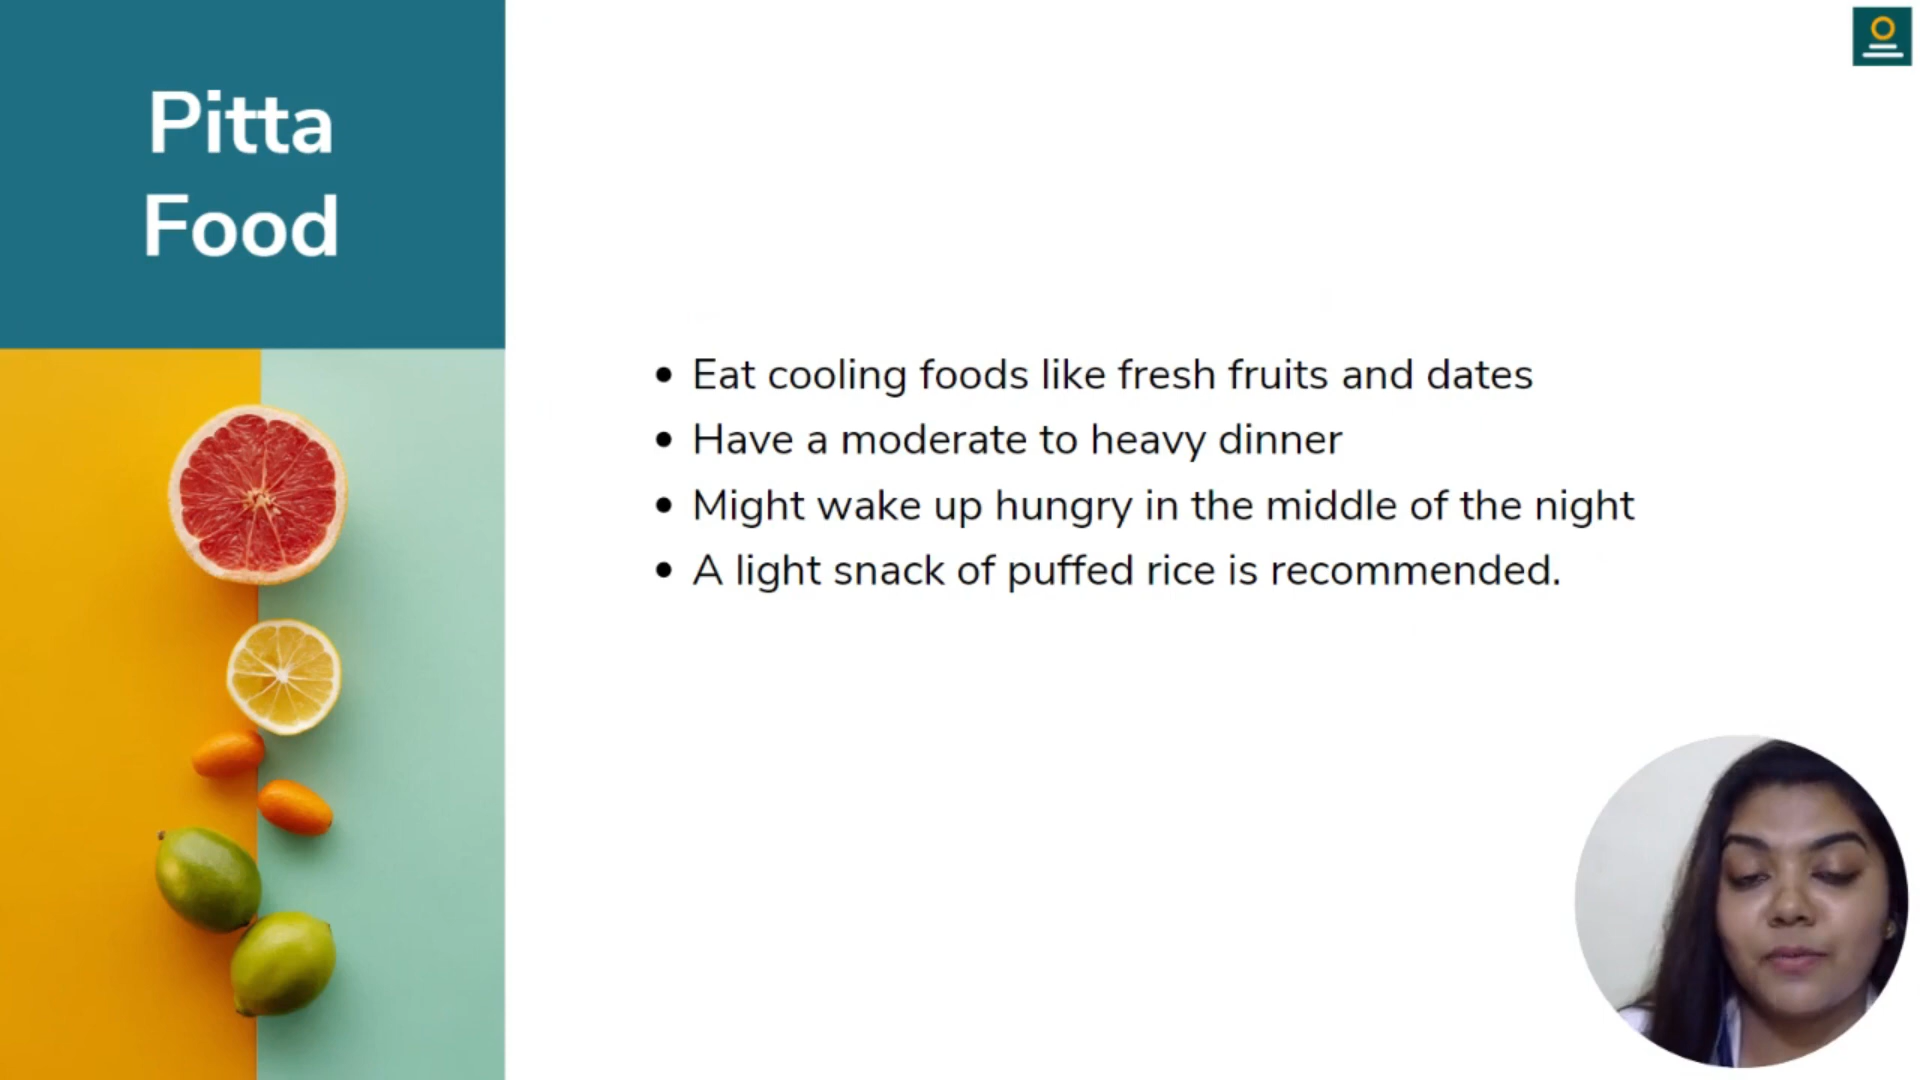 Pitta
Food
• Eat cooling foods like fresh fruits and dates
• Have a moderate to heavy dinner
• Might wake up hungry in the middle of the night
• A light snack of puffed rice is recommended.